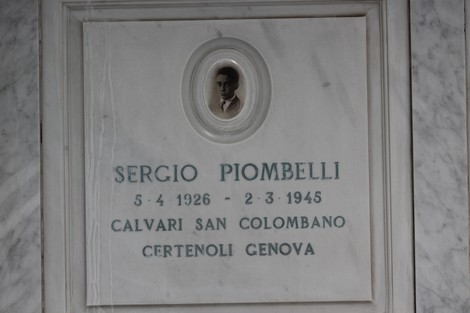 SERGIO PIOMBELLI
5·4 1926 - 2·3·1945
CALVARI SAN COLOMBANO
CERTENOLI GENOVA